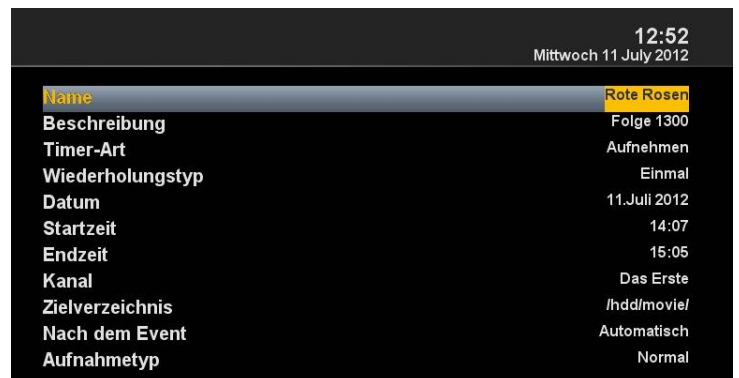 12:52
Mittwoch 11 July 2012
Name Rote Rosen
Beschreibung Folge 1300
Timer-Art Aufnehmen
Wiederholungstyp Einmal
Datum 11.Juli 2012
Startzeit 14:07
Endzeit 15:05
Kanal Das Erste
Zielverzeichnis /hdd/movie/
Nach dem Event Automatisch
Aufnahmetyp Normal